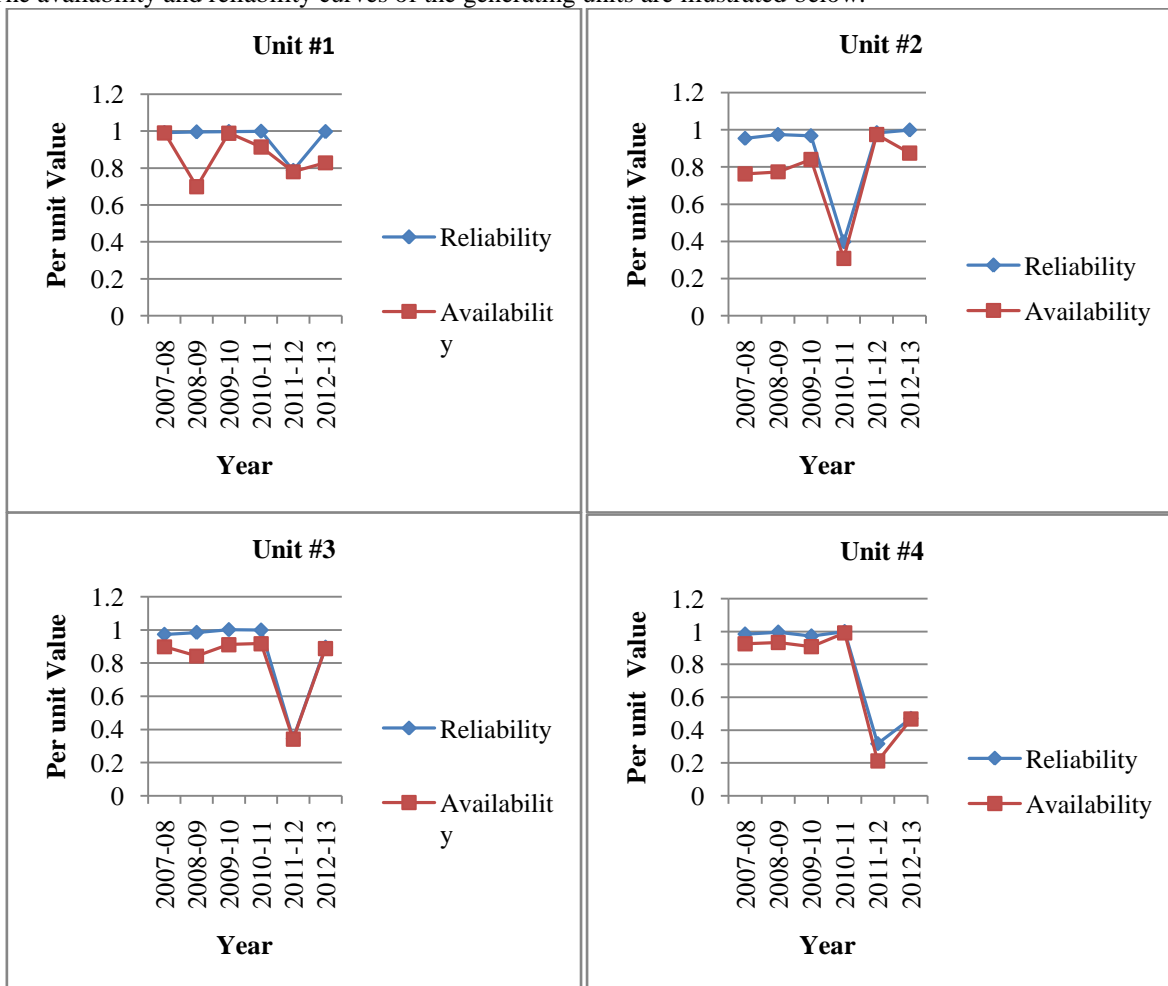 The availability and reliability curves of the generating units are illustrated below.
Unit #1
1.2
1
0.8
0.6
0.4
0.2
0
Per unit Value
2007-08
2008-09
2009-10
2010-11
2011-12
2012-13
Year
Reliability
Availabilit
y
Unit #2
1.2
1
0.8
0.6
0.4
0.2
0
Per unit Value
2007-08
2008-09
2009-10
2010-11
2011-12
2012-13
Year
Reliability
Availability
Unit #3
1.2
1
0.8
0.6
0.4
0.2
0
Per unit Value
2007-08
2008-09
2009-10
2010-11
2011-12
2012-13
Year
Reliability
Availabilit
y
Unit #4
1.2
1
0.8
0.6
0.4
0.2
0
Per unit Value
2007-08
2008-09
2009-10
2010-11
2011-12
2012-13
Year
Reliability
Availability